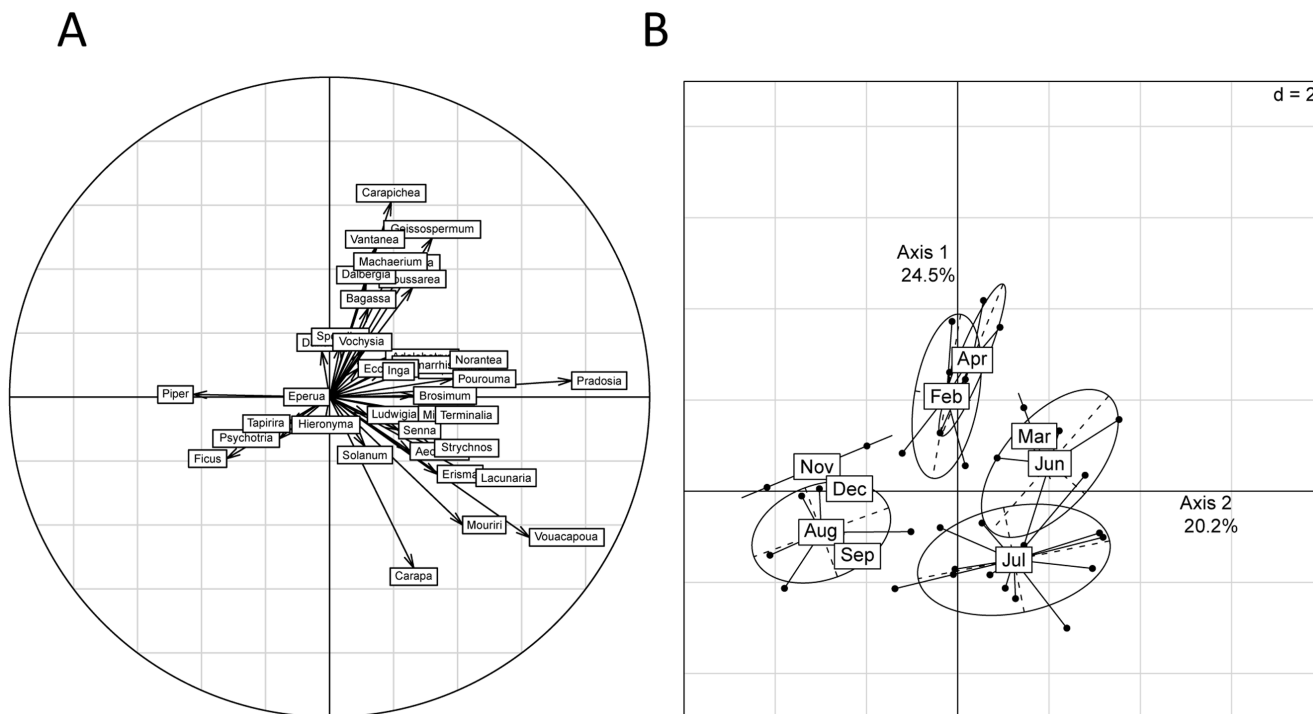 A
B
Carapichea
Geissospermum
Vantanea
Machaerium
Dalbergia
Bagassa
Vochysia
Norantea
Inga
Pourouma
Pradosia
Piper
Eperua
Brosimum
Ludwigia
Terminalia
Tapirira
Hieronyma
Senna
Psychotria
Strychnos
Solanum
Ficus
Erisma
Lacunaria
Mouriri
Vouacapoua
Carapa
d = 2
Axis 1
24.5%
Apr
Feb
Mar
Jun
Nov
Dec
Axis 2
20.2%
Aug
Sep
Jul